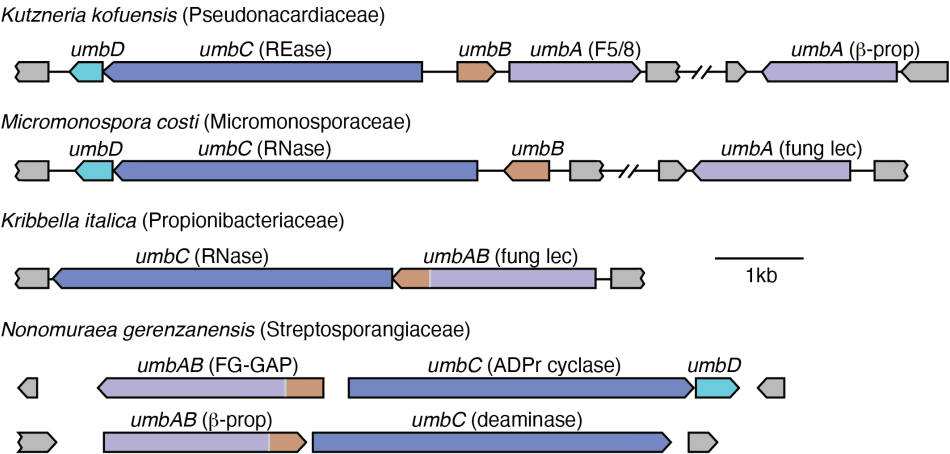 Kutzneria kofuensis (Pseudonacardiaceae)
umbD umbC (REase) umbB umbA (F5/8) umbA (β-prop)
Micromonospora costi (Micromonosporaceae)
umbD umbC (RNase) umbB umbA (fung lec)
Kribbella italica (Propionibacteriaceae)
umbC (RNase) umbAB (fung lec)
1kb
Nonomuraea gerenzanensis (Streptosporangiaceae)
umbAB (FG-GAP) umbC (ADPr cyclase) umbD
umbAB (β-prop) umbC (deaminase)